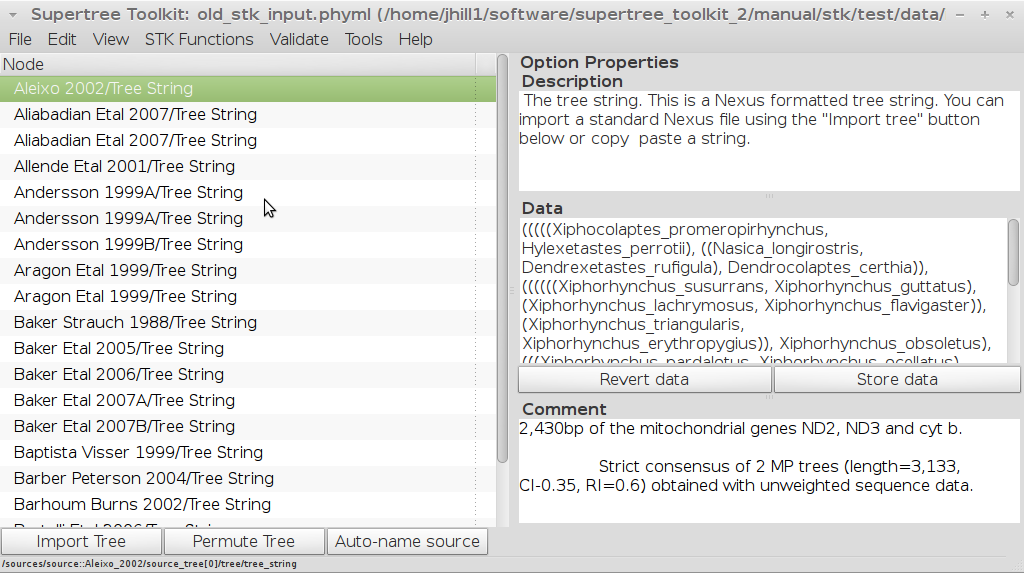 Supertree Toolkit: old_stk_input.phyml (/home/jhill1/software/supertree_toolkit_2/manual/stk/test/data/
File Edit View STK Functions Validate Tools Help
Node
Aleixo 2002/Tree String
Aliabadian Etal 2007/Tree String
Aliabadian Etal 2007/Tree String
Allende Etal 2001/Tree String
Andersson 1999A/Tree String
Andersson 1999A/Tree String
Andersson 1999B/Tree String
Aragon Etal 1999/Tree String
Aragon Etal 1999/Tree String
Baker Strauch 1988/Tree String
Baker Etal 2005/Tree String
Baker Etal 2006/Tree String
Baker Etal 2007A/Tree String
Baker Etal 2007B/Tree String
Baptista Visser 1999/Tree String
Barber Peterson 2004/Tree String
Barhoum Burns 2002/Tree String
Import Tree Permute Tree Auto-name source
Option Properties
Description
The tree string. This is a Nexus formatted tree string. You can
import a standard Nexus file using the "Import tree" button
below or copy paste a string.
Data
(((((Xiphocolaptes_promeropirhynchus,
Hylexetastes_perrotii), ((Nasica_longirostris,
Dendrexetastes_rufigula), Dendrocolaptes_certhia)),
((((((Xiphorhynchus_susurrans, Xiphorhynchus_guttatus),
(Xiphorhynchus_lachrymosus, Xiphorhynchus_flavigaster)),
(Xiphorhynchus_triangularis,
Xiphorhynchus_erythropygius)), Xiphorhynchus_obsoletus),
(((Xiphorhynchus_pardalotus, Xiphorhynchus_ocellatus),
Revert data Store data
Comment
2,430bp of the mitochondrial genes ND2, ND3 and cyt b.
Strict consensus of 2 MP trees (length=3,133,
CI-0.35, RI=0.6) obtained with unweighted sequence data.
/sources/source::Aleixo_2002/source_tree[0]/tree/tree_string